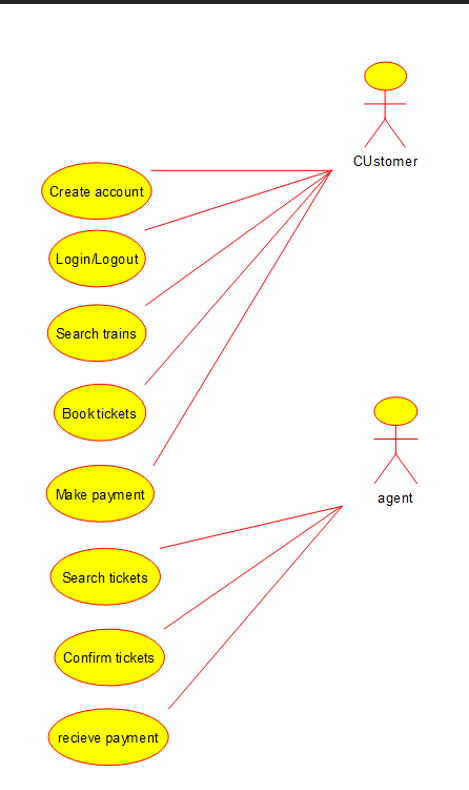 CUstomer
Create account
Login/Logout
Search trains
Book tickets
Make payment
agent
Search tickets
Confirm tickets
recieve payment